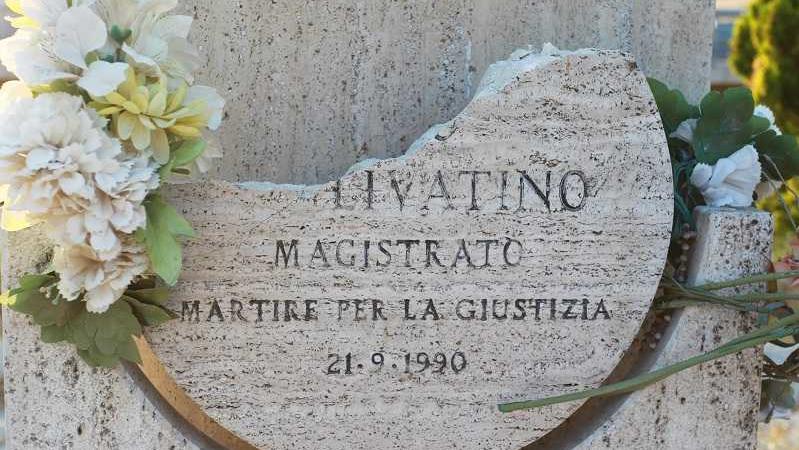 LIVATINO
MAGISTRATO
MARTIRE PER LA GIUSTIZIA
21·9·1990